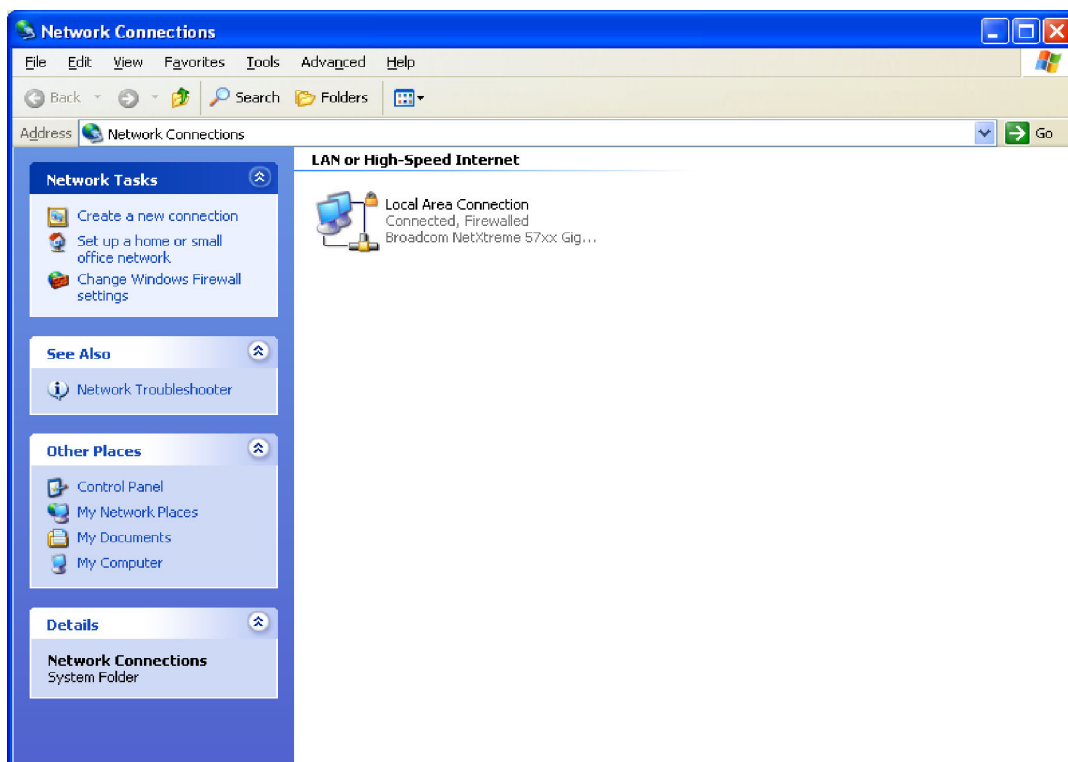 Network Connections
File Edit View Favorites Tools Advanced Help
Back Search Folders
Address Network Connections Go
Network Tasks
Create a new connection
Set up a home or small
office network
Change Windows Firewall
settings
See Also
Network Troubleshooter
Other Places
Control Panel
My Network Places
My Documents
My Computer
Details
Network Connections
System Folder
LAN or High-Speed Internet
Local Area Connection
Connected, Firewalled
Broadcom NetXtreme 57xx Gig...